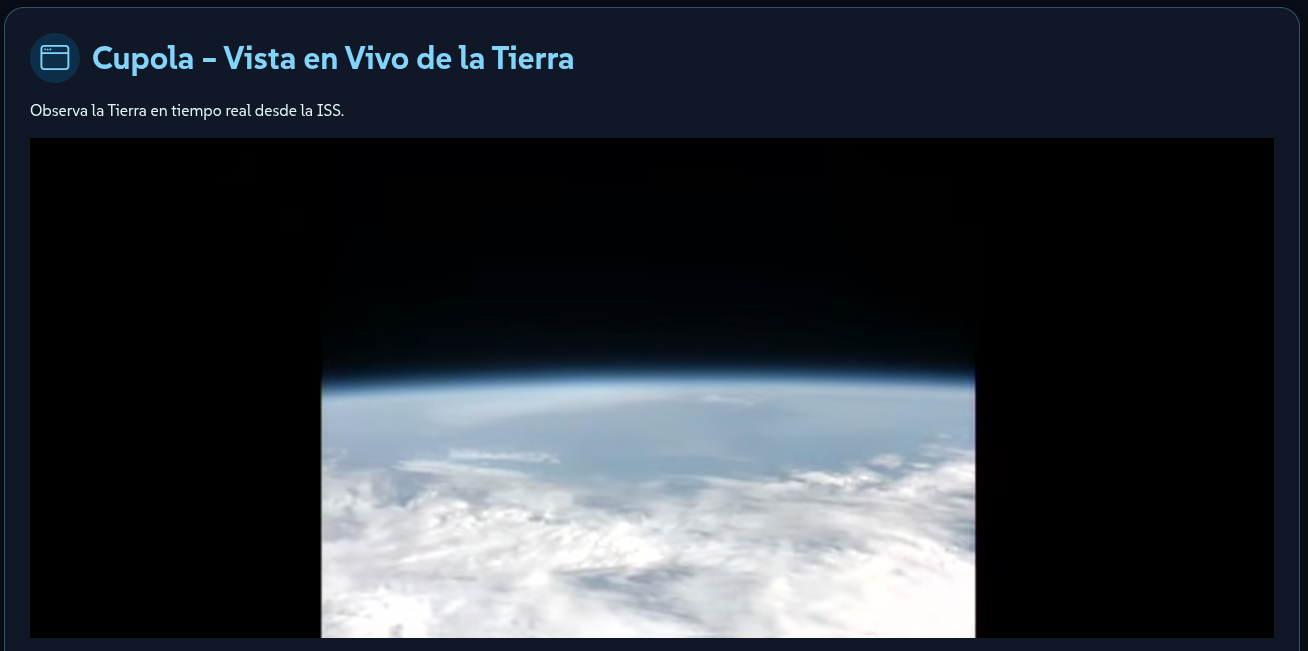 Cupola – Vista en Vivo de la Tierra
Observa la Tierra en tiempo real desde la ISS.